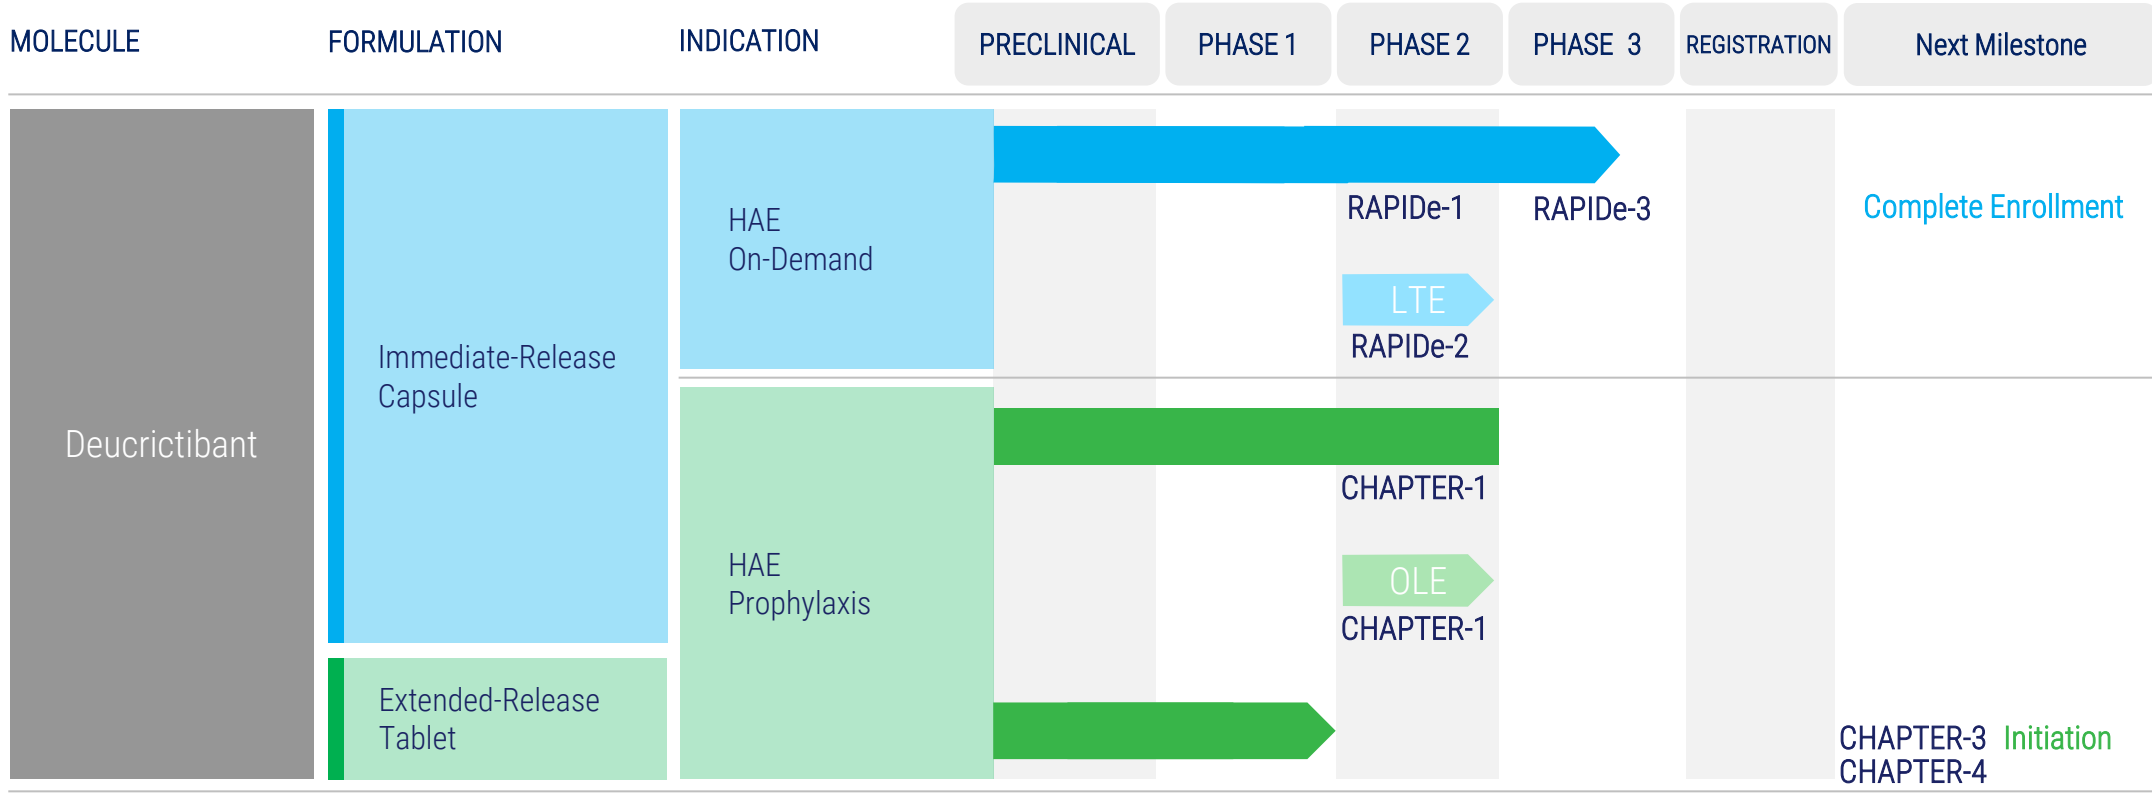 MOLECULE
FORMULATION
INDICATION
PRECLINICAL
PHASE 1
PHASE 2
PHASE 3
REGISTRATION
Next Milestone
Deucrictibant
Immediate-Release
Capsule
HAE
On-Demand
RAPIDe-1
RAPIDe-3
Complete Enrollment
LTE
RAPIDe-2
HAE
Prophylaxis
CHAPTER-1
OLE
CHAPTER-1
Extended-Release
Tablet
CHAPTER-3 Initiation
CHAPTER-4